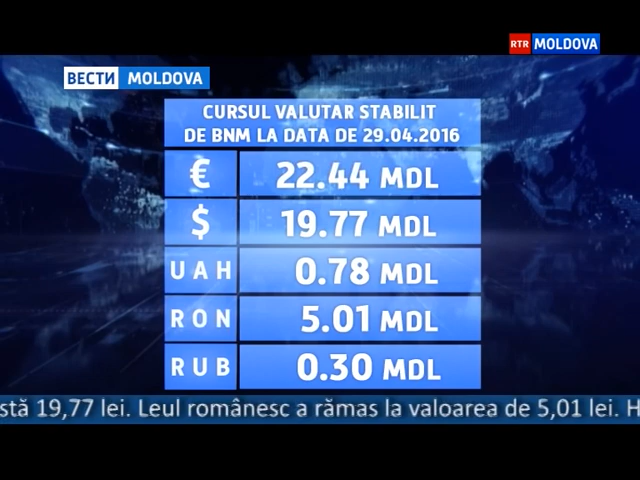 RTR MOLDOVA
ВЕСТИ MOLDOVA
CURSUL VALUTAR STABILIT
DE BNM LA DATA DE 29.04.2016
€ 22.44 MDL
$ 19.77 MDL
UAH 0.78 MDL
RON 5.01 MDL
RUB 0.30 MDL
stă 19,77 lei. Leul românesc a rămas la valoarea de 5,01 lei. H